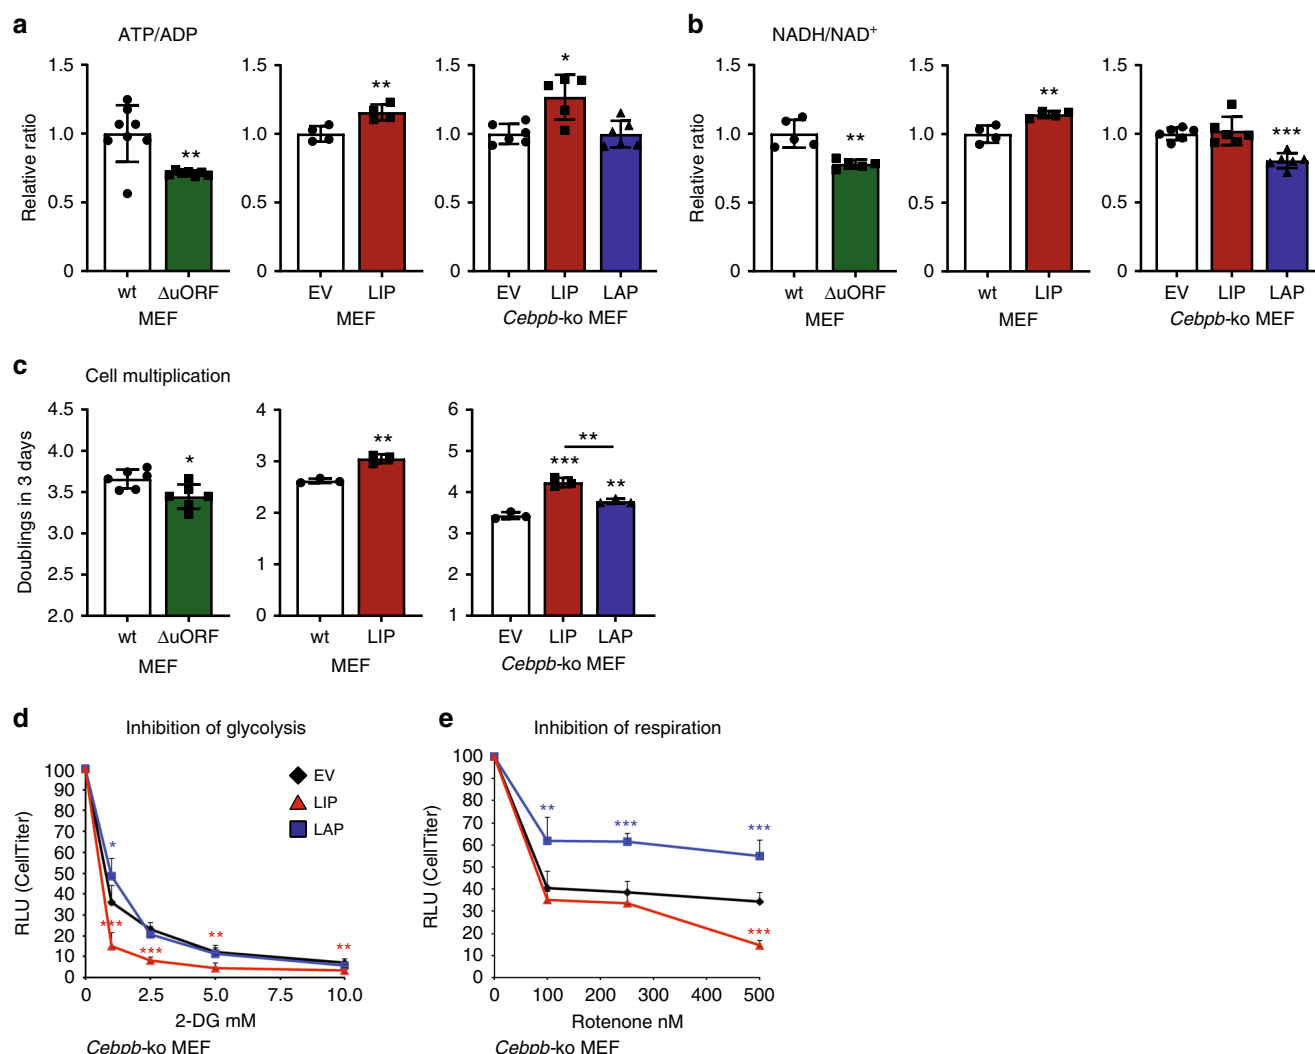 a
ATP/ADP
Relative ratio
1.5
1.0
0.5
0
**
wt ΔuORF
MEF
1.5
1.0
0.5
0
**
EV LIP
MEF
1.5
1.0
0.5
0
*
EV LIP LAP
Cebpb-ko MEF
b
NADH/NAD+
Relative ratio
1.5
1.0
0.5
0
**
wt ΔuORF
MEF
1.5
1.0
0.5
0
**
wt LIP
MEF
1.5
1.0
0.5
0
***
EV LIP LAP
Cebpb-ko MEF
c
Cell multiplication
Doublings in 3 days
4.5
4.0
3.5
3.0
2.5
2.0
*
wt ΔuORF
MEF
4
3
2
1
0
**
wt LIP
MEF
6
5
4
3
2
1
**
***
**
EV LIP LAP
Cebpb-ko MEF
d
Inhibition of glycolysis
RLU (CellTiter)
100
90
80
70
60
50
40
30
20
10
0
EV
LIP
LAP
*
***
***
**
**
0 2.5 5.0 7.5 10.0
2-DG mM
Cebpb-ko MEF
e
Inhibition of respiration
RLU (CellTiter)
100
90
80
70
60
50
40
30
20
10
0
**
***
***
***
0 100 200 300 400 500
Rotenone nM
Cebpb-ko MEF